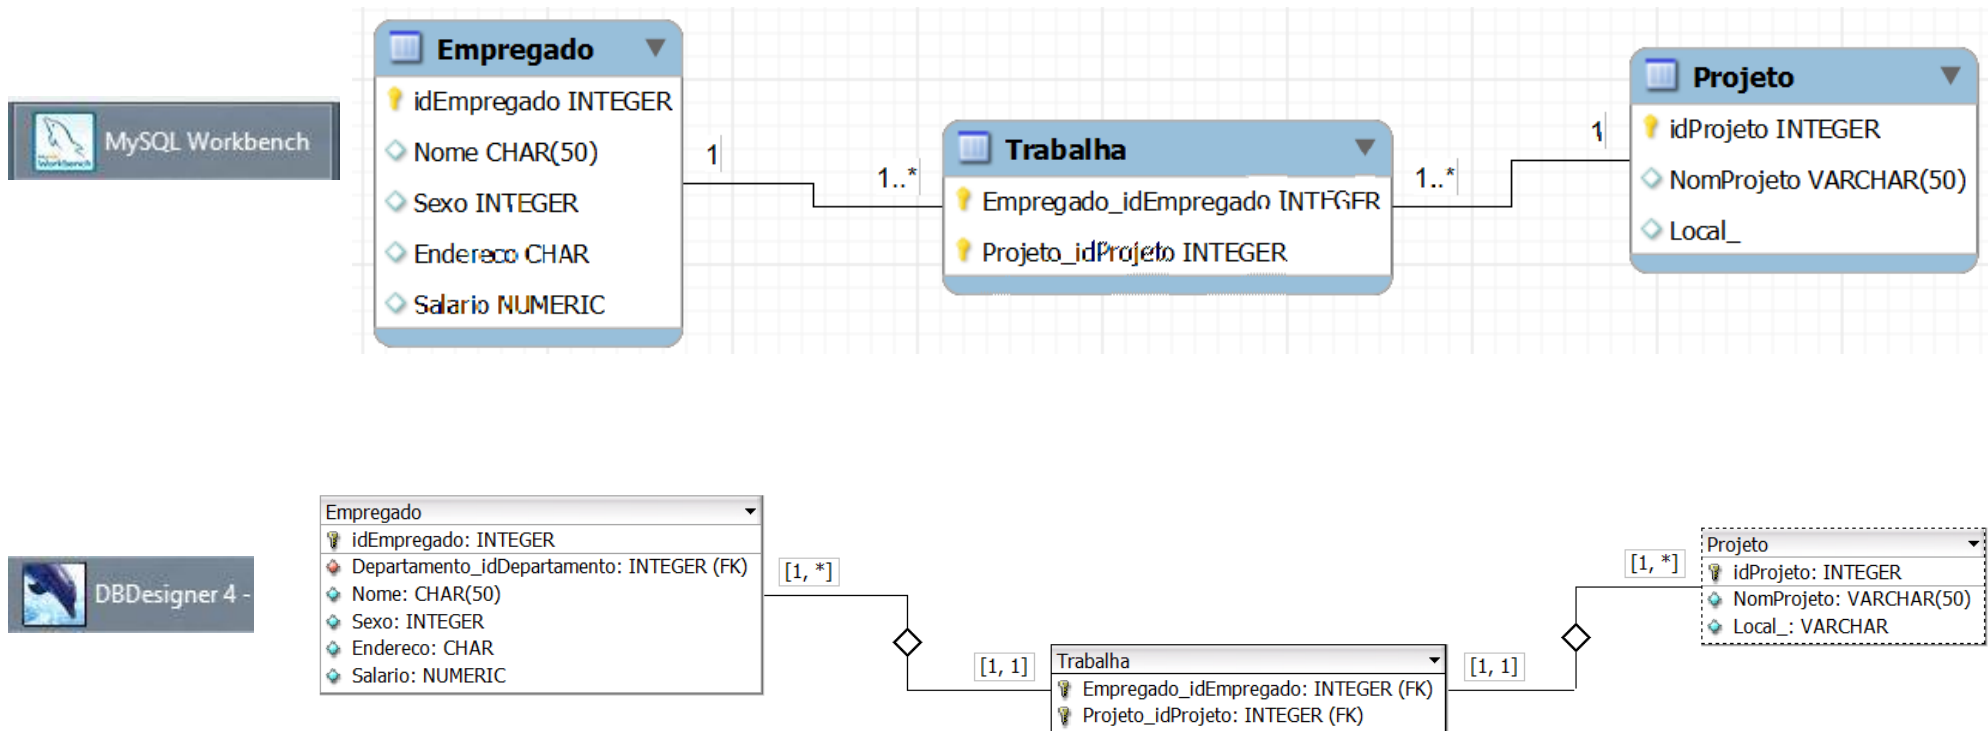 MySQL Workbench
Empregado
idEmpregado INTEGER
Nome CHAR(50)
Sexo INTEGER
Endereco CHAR
Salario NUMERIC
1
1..*
Trabalha
Empregado_idEmpregado INTEGER
Projeto_idProjeto INTEGER
1..*
1
Projeto
idProjeto INTEGER
NomProjeto VARCHAR(50)
Local_
DBDesigner 4 -
Empregado
idEmpregado: INTEGER
Departamento_idDepartamento: INTEGER (FK)
Nome: CHAR(50)
Sexo: INTEGER
Endereco: CHAR
Salario: NUMERIC
[1, *]
[1, 1]
Trabalha
Empregado_idEmpregado: INTEGER (FK)
Projeto_idProjeto: INTEGER (FK)
[1, 1]
[1, *]
Projeto
idProjeto: INTEGER
NomProjeto: VARCHAR(50)
Local_: VARCHAR